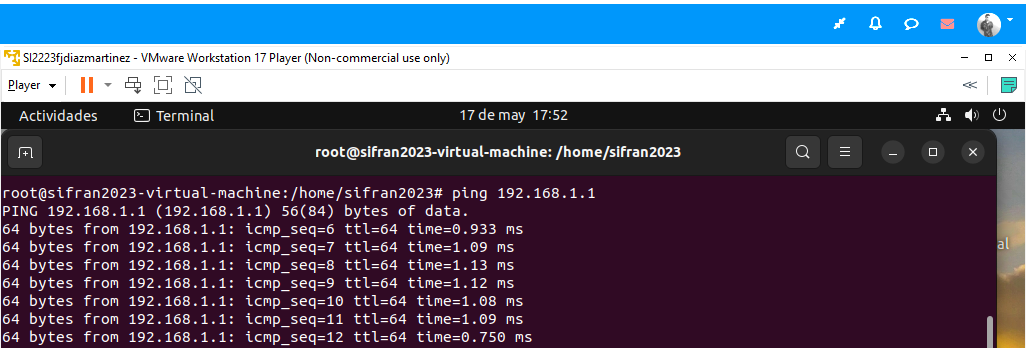 SI2223fjdiazmartinez - VMware Workstation 17 Player (Non-commercial use only)
Player
Actividades Terminal 17 de may 17:52
root@sifran2023-virtual-machine: /home/sifran2023
root@sifran2023-virtual-machine:/home/sifran2023# ping 192.168.1.1
PING 192.168.1.1 (192.168.1.1) 56(84) bytes of data.
64 bytes from 192.168.1.1: icmp_seq=6 ttl=64 time=0.933 ms
64 bytes from 192.168.1.1: icmp_seq=7 ttl=64 time=1.09 ms
64 bytes from 192.168.1.1: icmp_seq=8 ttl=64 time=1.13 ms
64 bytes from 192.168.1.1: icmp_seq=9 ttl=64 time=1.12 ms
64 bytes from 192.168.1.1: icmp_seq=10 ttl=64 time=1.08 ms
64 bytes from 192.168.1.1: icmp_seq=11 ttl=64 time=1.09 ms
64 bytes from 192.168.1.1: icmp_seq=12 ttl=64 time=0.750 ms